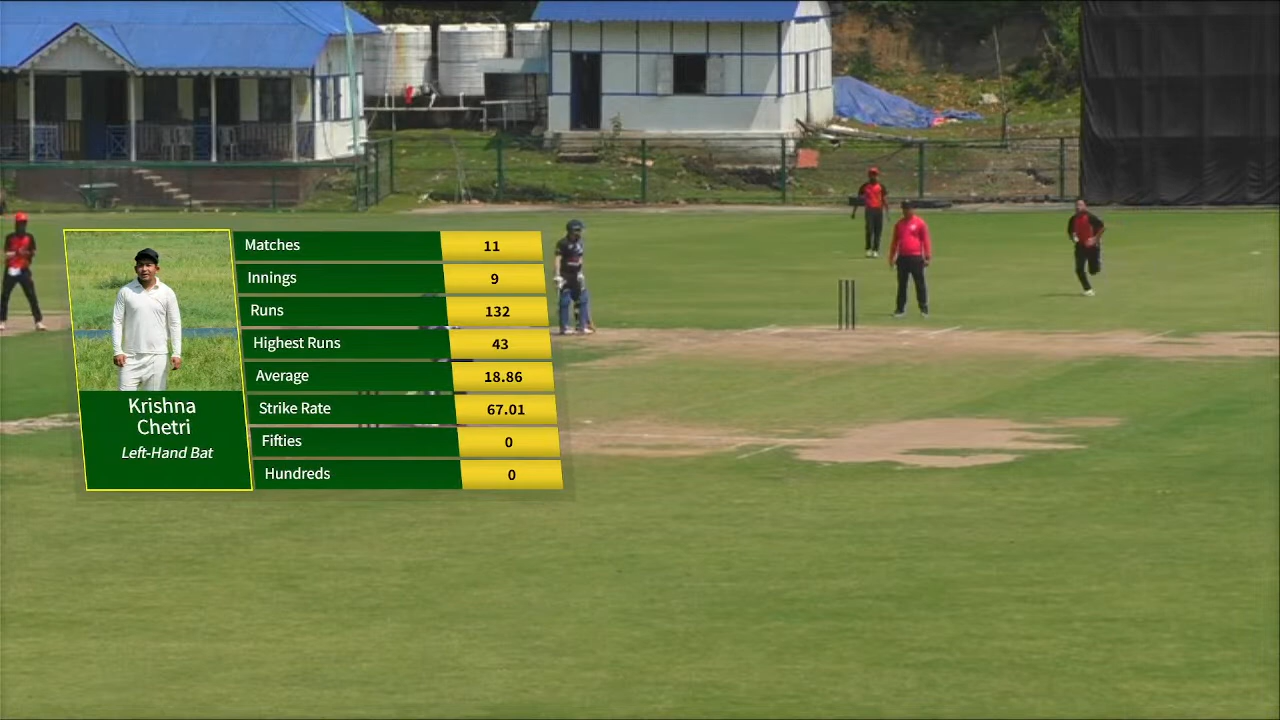 Krishna
Chetri
Left-Hand Bat
Matches 11
Innings 9
Runs 132
Highest Runs 43
Average 18.86
Strike Rate 67.01
Fifties 0
Hundreds 0